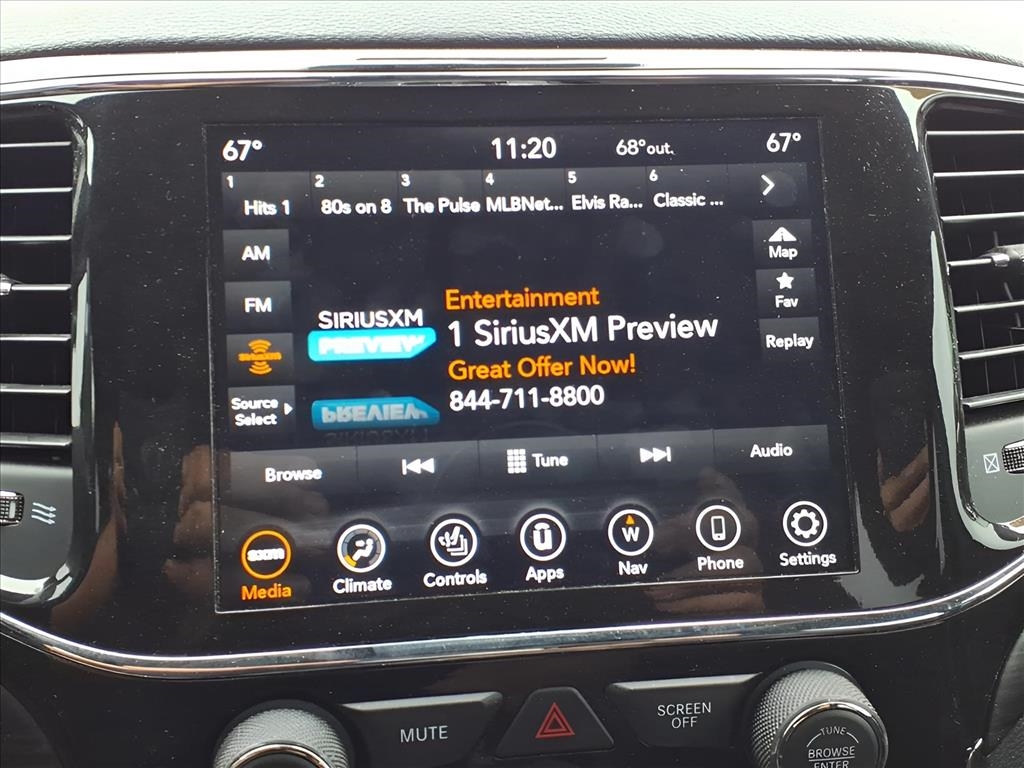 67°
11:20
68°out.
67°
1 2 3 4 5 6
Hits 1 80s on 8 The Pulse MLBNet... Elvis Ra... Classic ...
AM
Map
FM
Fav
SIRIUSXM
PREVIEW
Entertainment
1 SiriusXM Preview
Great Offer Now!
844-711-8800
Replay
SiriusXM
Source
Select
Browse
Tune
Audio
SXM
Media
Climate
Controls
Apps
W
Nav
Phone
Settings
MUTE
SCREEN
OFF
TUNE
BROWSE
ENTER